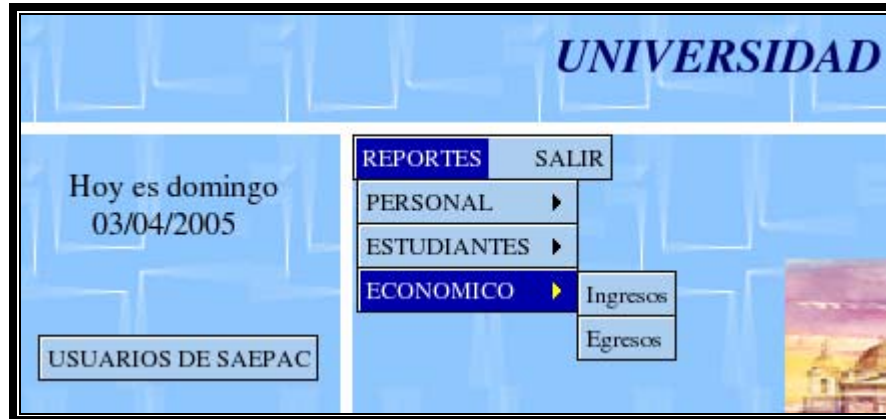 UNIVERSIDAD
REPORTES SALIR
Hoy es domingo
03/04/2005
PERSONAL
ESTUDIANTES
ECONOMICO
Ingresos
Egresos
USUARIOS DE SAEPAC